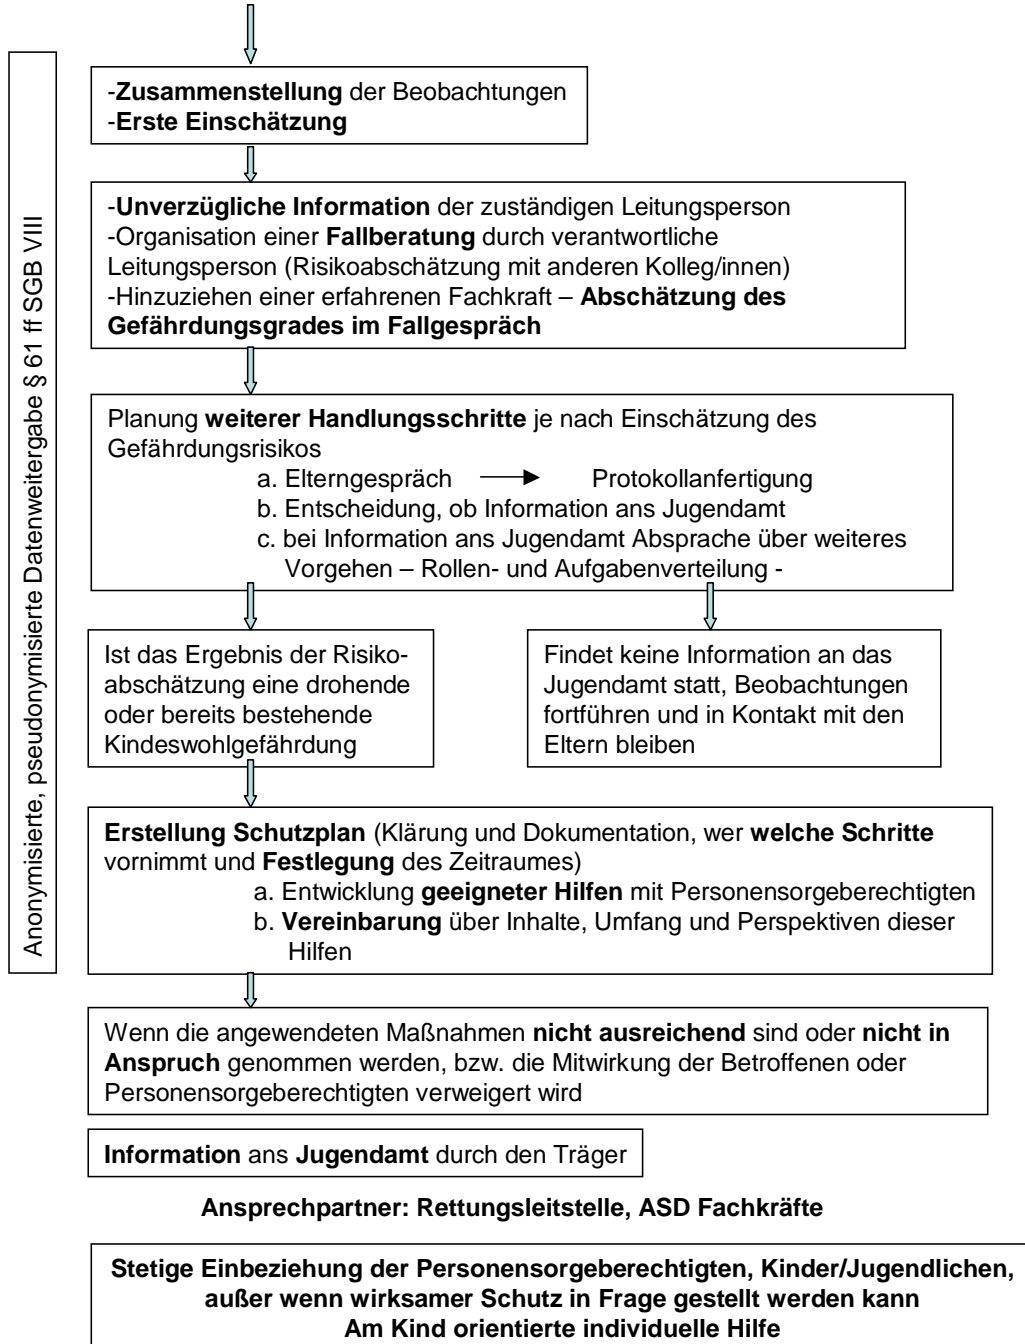 Anonymisierte, pseudonymisierte Datenweitergabe § 61 ff SGB VIII
-Zusammenstellung der Beobachtungen
-Erste Einschätzung
-Unverzügliche Information der zuständigen Leitungsperson
-Organisation einer Fallberatung durch verantwortliche
Leitungsperson (Risikoabschätzung mit anderen Kolleg/innen)
-Hinzuziehen einer erfahrenen Fachkraft – Abschätzung des
Gefährdungsgrades im Fallgespräch
Planung weiterer Handlungsschritte je nach Einschätzung des
Gefährdungsrisikos
a. Elterngespräch Protokollanfertigung
b. Entscheidung, ob Information ans Jugendamt
c. bei Information ans Jugendamt Absprache über weiteres
Vorgehen – Rollen- und Aufgabenverteilung -
Ist das Ergebnis der Risiko-
abschätzung eine drohende
oder bereits bestehende
Kindeswohlgefährdung
Findet keine Information an das
Jugendamt statt, Beobachtungen
fortführen und in Kontakt mit den
Eltern bleiben
Erstellung Schutzplan (Klärung und Dokumentation, wer welche Schritte
vornimmt und Festlegung des Zeitraumes)
a. Entwicklung geeigneter Hilfen mit Personensorgeberechtigten
b. Vereinbarung über Inhalte, Umfang und Perspektiven dieser
Hilfen
Wenn die angewendeten Maßnahmen nicht ausreichend sind oder nicht in
Anspruch genommen werden, bzw. die Mitwirkung der Betroffenen oder
Personensorgeberechtigten verweigert wird
Information ans Jugendamt durch den Träger
Ansprechpartner: Rettungsleitstelle, ASD Fachkräfte
Stetige Einbeziehung der Personensorgeberechtigten, Kinder/Jugendlichen,
außer wenn wirksamer Schutz in Frage gestellt werden kann
Am Kind orientierte individuelle Hilfe